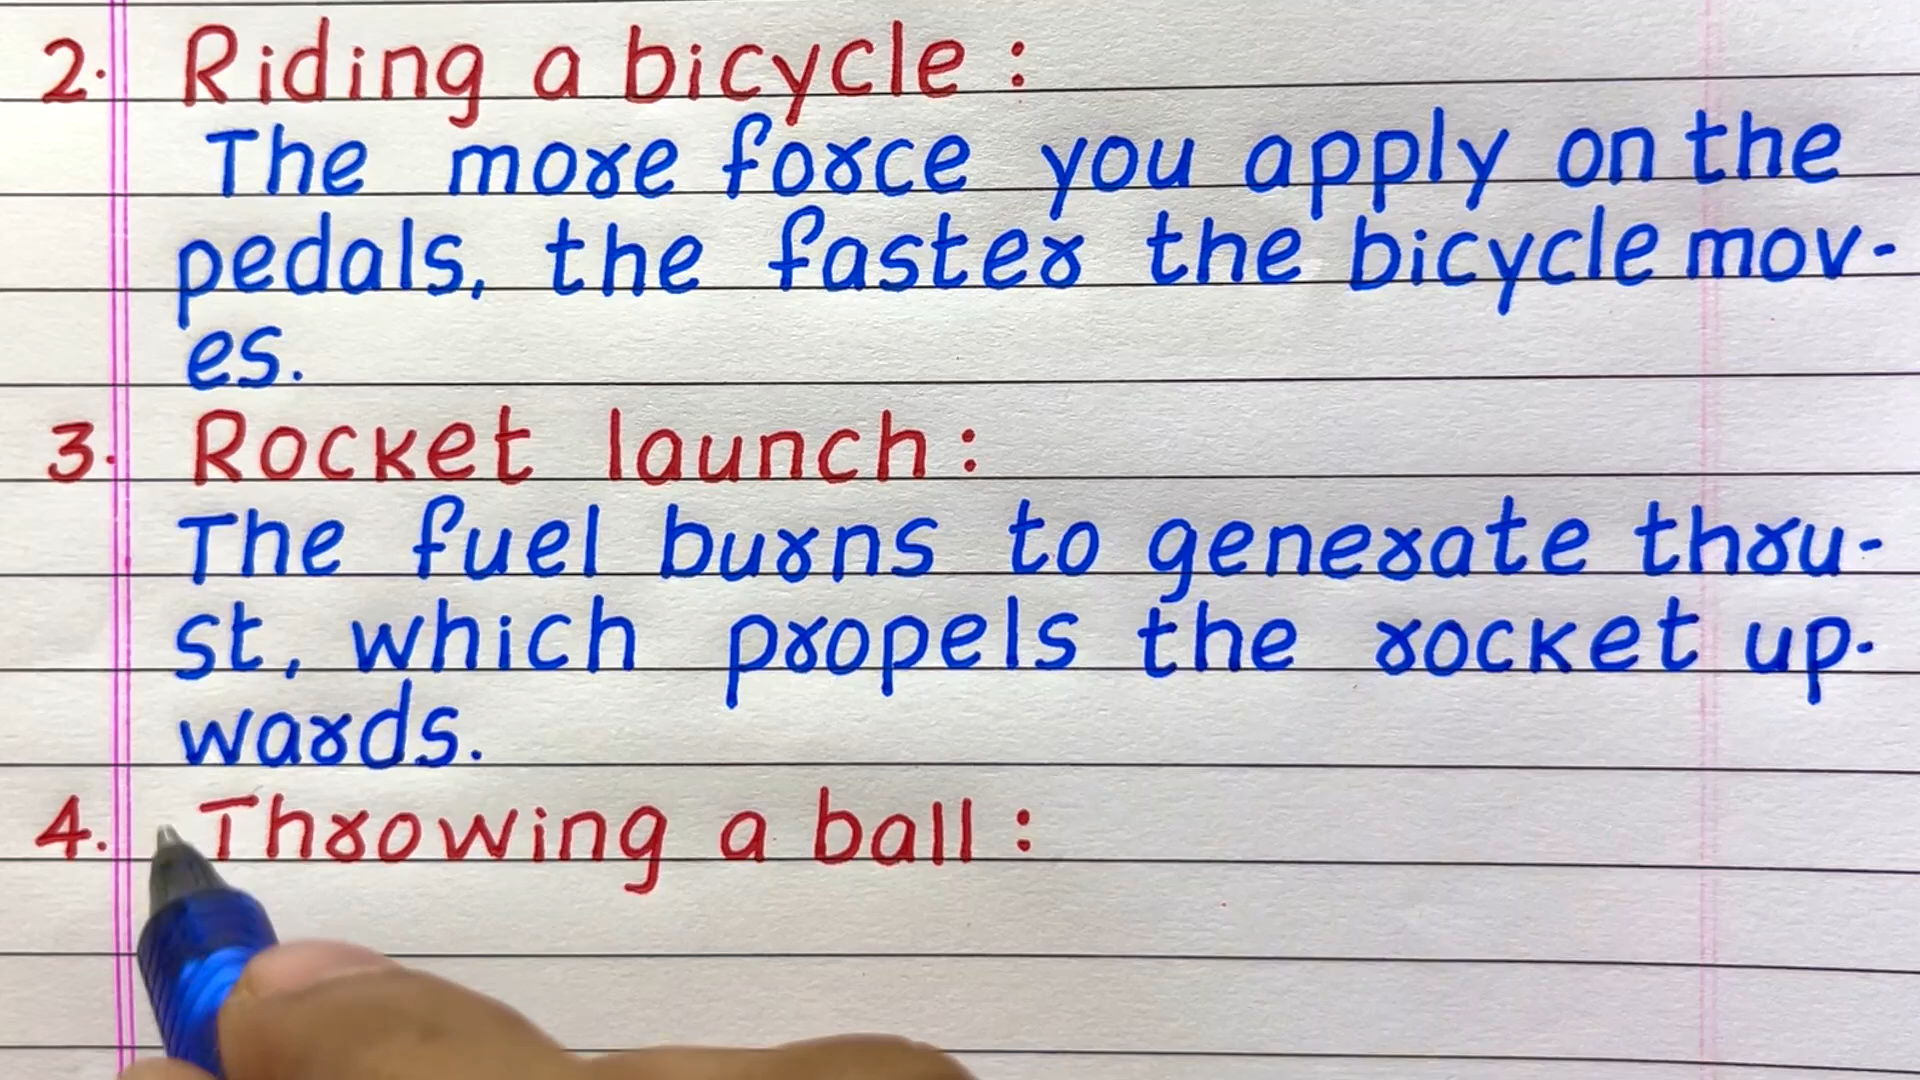 2. Riding a bicycle :
The more force you apply on the
pedals, the faster the bicycle mov-
es.
3. Rocket launch :
The fuel burns to generate thru-
st, which propels the rocket up-
wards.
4. Throwing a ball :